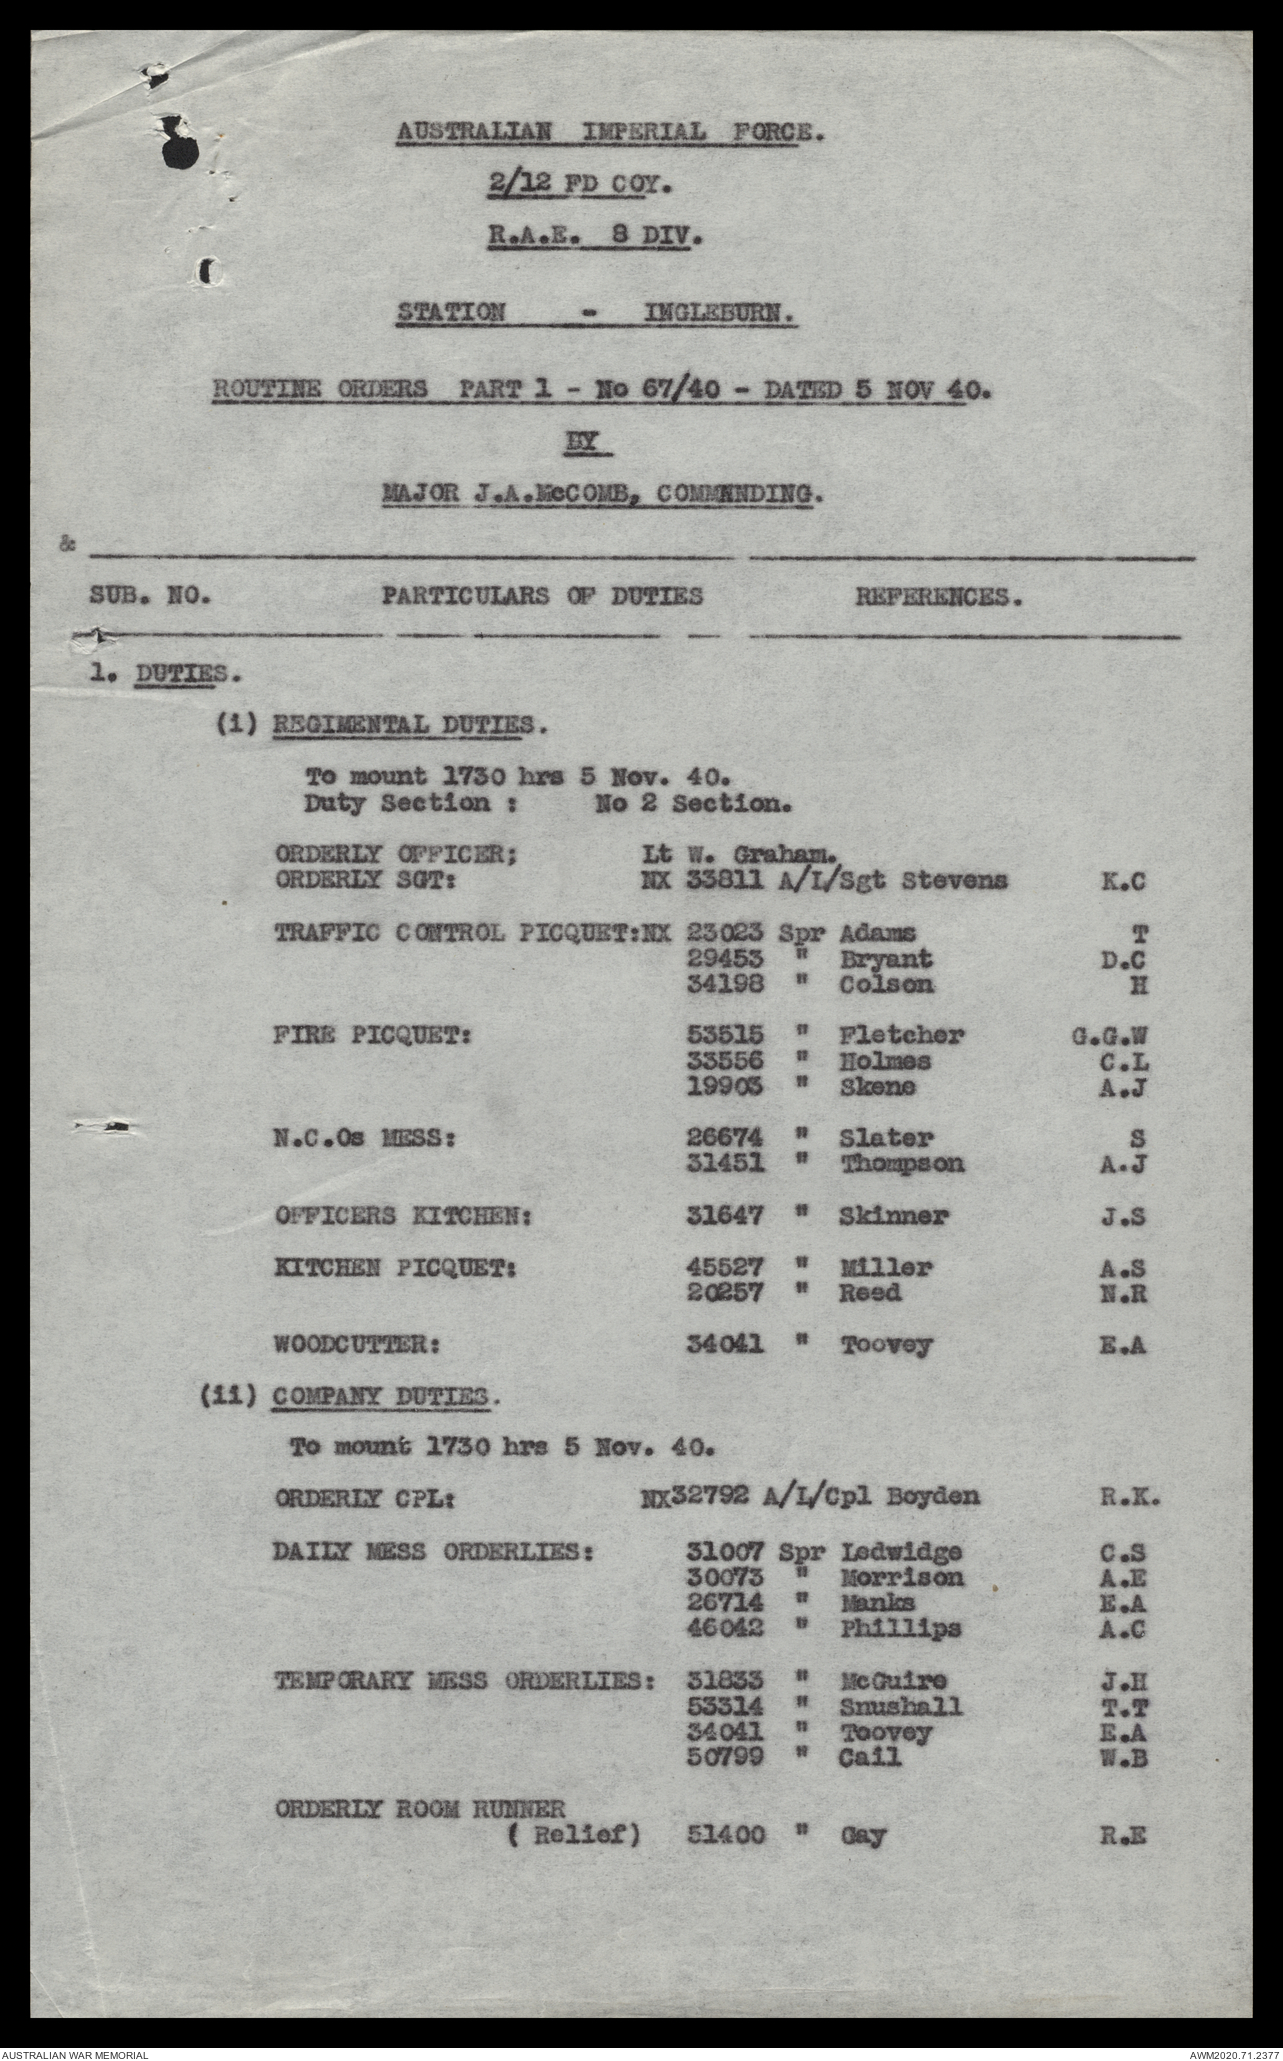 AUSTRALIAN IMPERIAL FORCE.
2/12 FD COY.
R.A.E. 8 DIV.
STATION - INGLEBURN.
ROUTINE ORDERS PART 1 - No 67/40 - DATED 5 NOV 40.
BY
MAJOR J.A.McCOMB, COMMNNDING.
&
SUB. NO. PARTICULARS OF DUTIES REFERENCES.
1. DUTIES.
(i) REGIMENTAL DUTIES.
To mount 1730 hrs 5 Nov. 40.
Duty Section : No 2 Section.
ORDERLY OFFICER; Lt W. Graham.
ORDERLY SGT: NX 33811 A/L/Sgt Stevens K.C
TRAFFIC CONTROL PICQUET:NX 23023 Spr Adams T
29453 " Bryant D.C
34198 " Colson H
FIRE PICQUET: 53515 " Fletcher G.G.W
33556 " Holmes C.L
19903 " Skene A.J
N.C.Os MESS: 26674 " Slater S
31451 " Thompson A.J
OFFICERS KITCHEN: 31647 " Skinner J.S
KITCHEN PICQUET: 45527 " Miller A.S
20257 " Reed N.R
WOODCUTTER: 34041 " Toovey E.A
(ii) COMPANY DUTIES.
To mount 1730 hrs 5 Nov. 40.
ORDERLY CPL: NX32792 A/L/Cpl Boyden R.K.
DAILY MESS ORDERLIES: 31007 Spr Ledwidge C.S
30073 " Morrison A.E
26714 " Manks E.A
46042 " Phillips A.C
TEMPORARY MESS ORDERLIES: 31833 " McGuire J.H
53314 " Snushall T.T
34041 " Toovey E.A
50799 " Cail W.B
ORDERLY ROOM RUNNER
( Relief) 51400 " Gay R.E
AUSTRALIAN WAR MEMORIAL AWM2020.71.2377